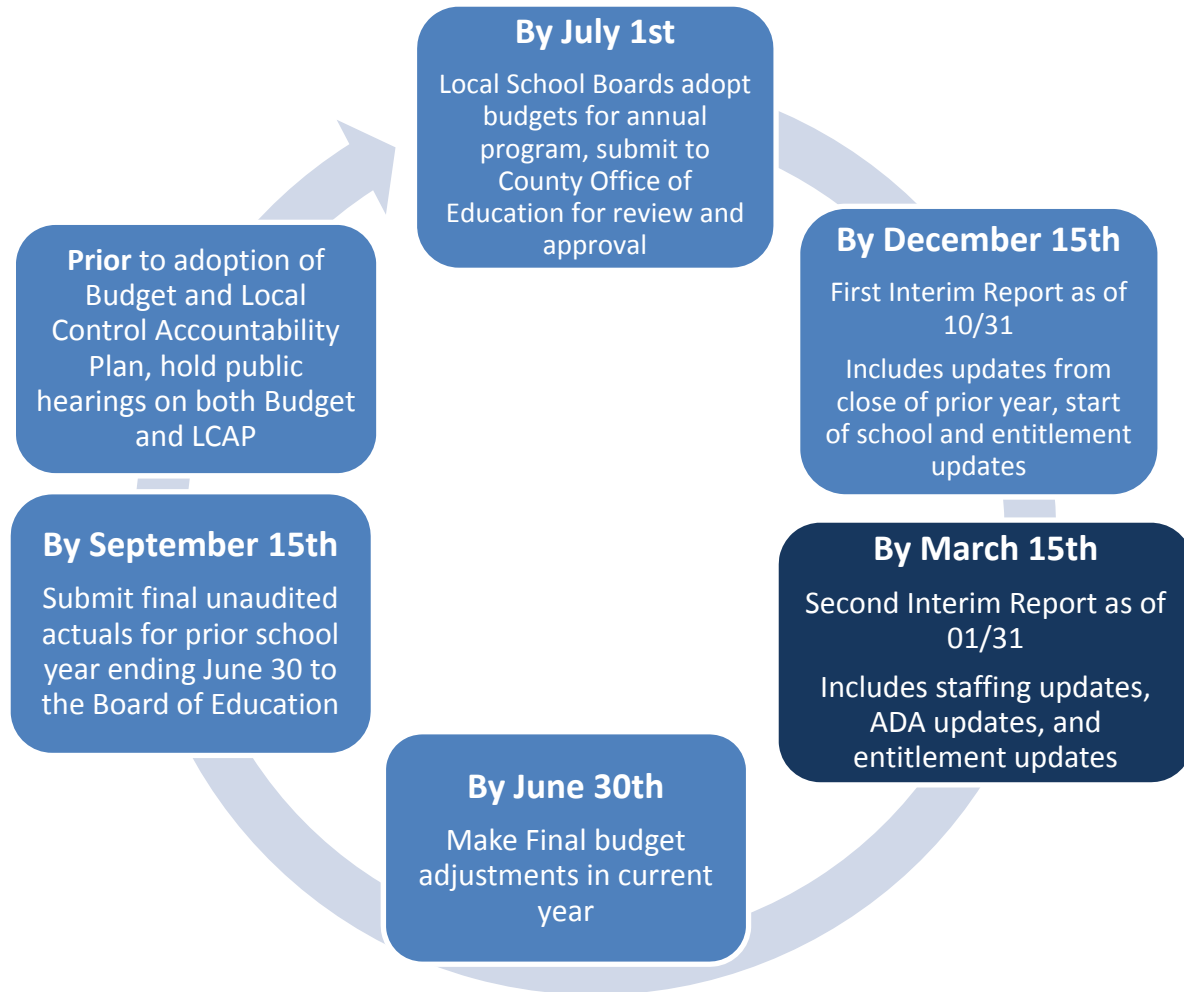 By July 1st
Local School Boards adopt
budgets for annual
program, submit to
County Office of
Education for review and
approval
By December 15th
First Interim Report as of
10/31
Includes updates from
close of prior year, start
of school and entitlement
updates
By March 15th
Second Interim Report as of
01/31
Includes staffing updates,
ADA updates, and
entitlement updates
By June 30th
Make Final budget
adjustments in current
year
By September 15th
Submit final unaudited
actuals for prior school
year ending June 30 to
the Board of Education
Prior to adoption of
Budget and Local
Control Accountability
Plan, hold public
hearings on both Budget
and LCAP